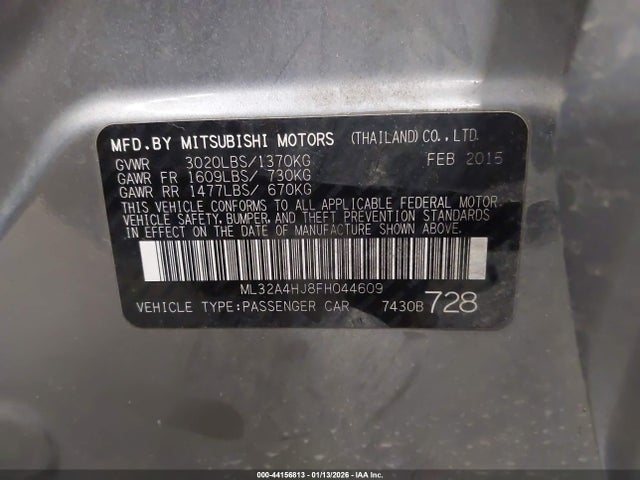 MFD.BY MITSUBISHI MOTORS (THAILAND)CO.,LTD.
GVWR 3020LBS/1370KG FEB 2015
GAWR FR 1609LBS/ 730KG
GAWR RR 1477LBS/ 670KG
THIS VEHICLE CONFORMS TO ALL APPLICABLE FEDERAL MOTOR
VEHICLE SAFETY, BUMPER, AND THEFT PREVENTION STANDARDS
IN EFFECT ON THE DATE OF MANUFACTURE SHOWN ABOVE.
ML32A4HJ8FH044609
VEHICLE TYPE:PASSENGER CAR 7430B 728
000-44156813 - 01/13/2026 - © IAA Inc.